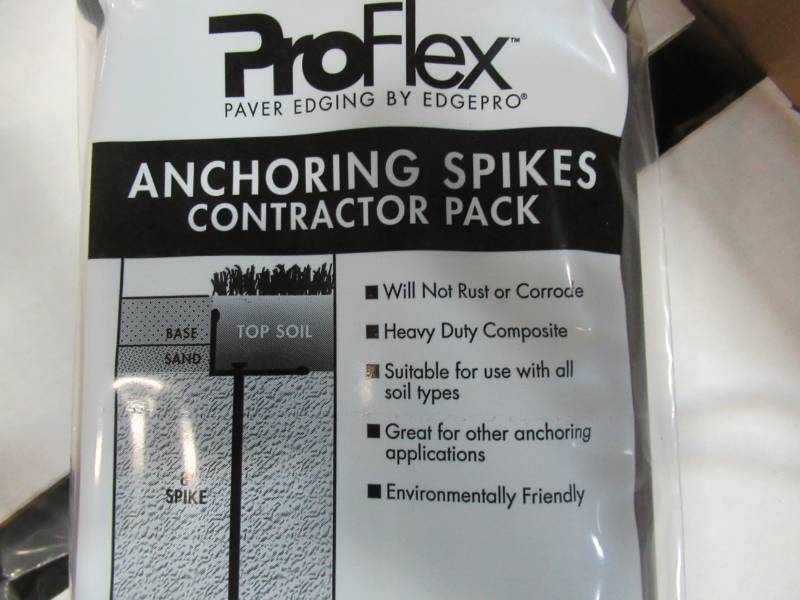 ProFlex™
PAVER EDGING BY EDGEPRO®
ANCHORING SPIKES
CONTRACTOR PACK
BASE
SAND
TOP SOIL
8"
SPIKE
Will Not Rust or Corrode
Heavy Duty Composite
Suitable for use with all
soil types
Great for other anchoring
applications
Environmentally Friendly